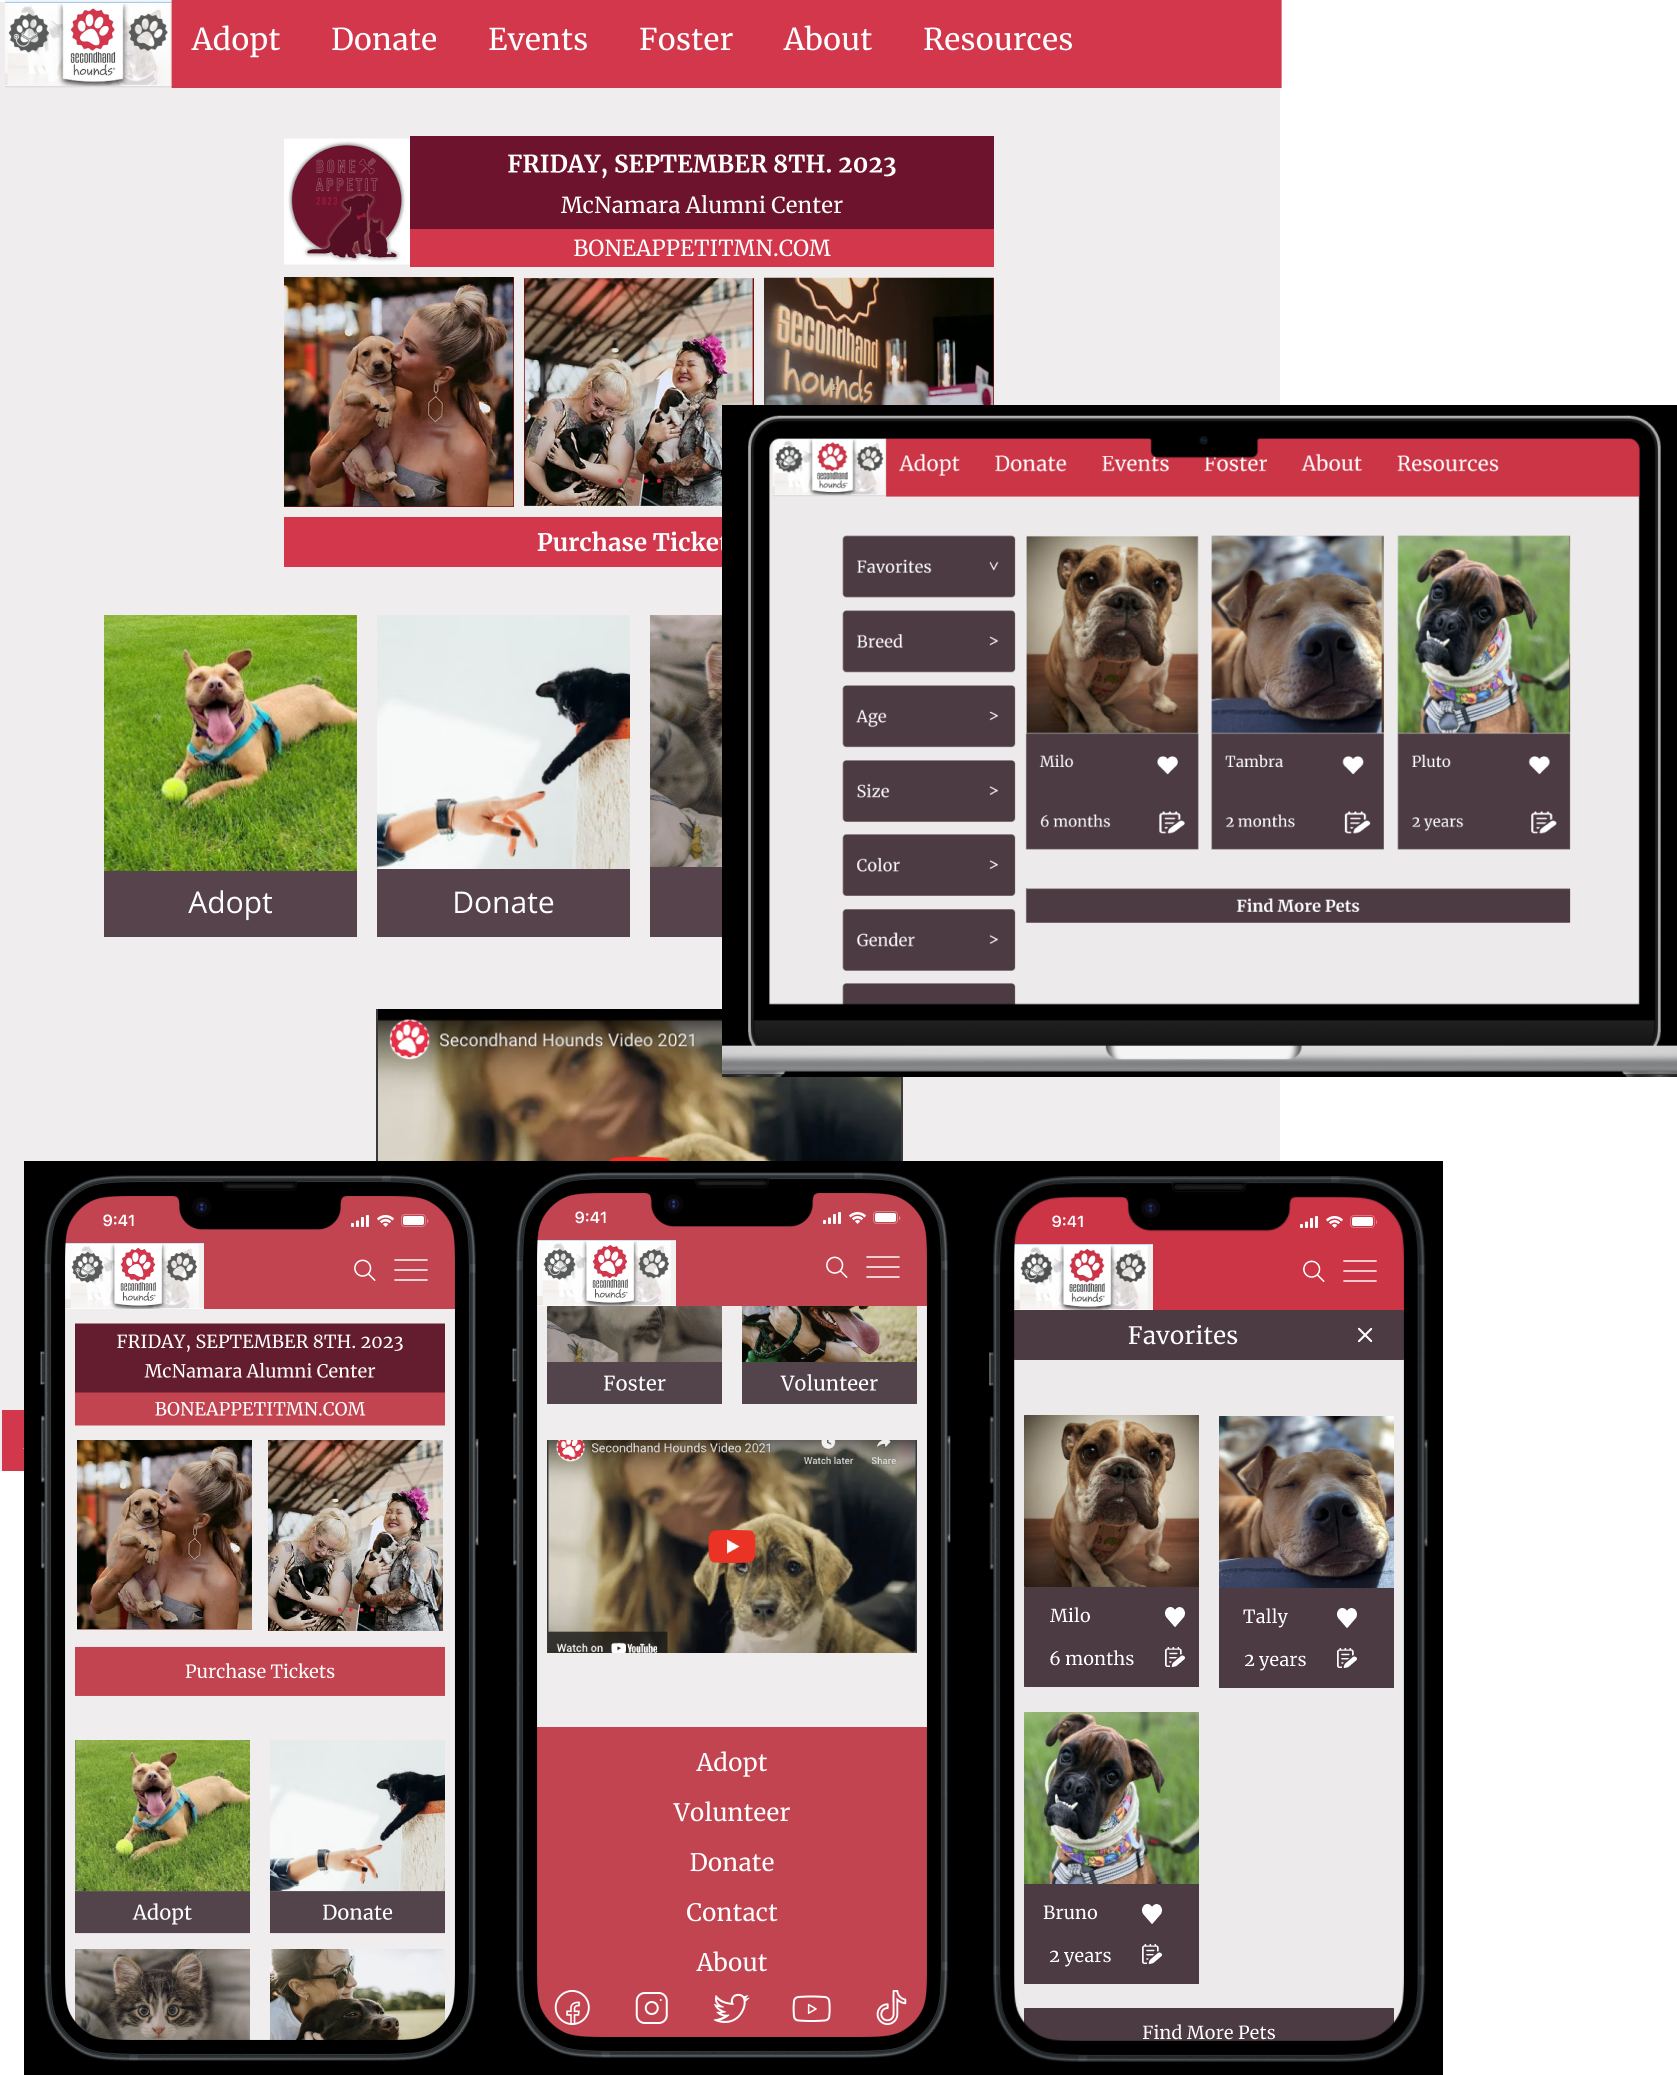 secondhand
hounds
Adopt
Donate
Events
Foster
About
Resources
BONE
APPETIT
2023
FRIDAY, SEPTEMBER 8TH. 2023
McNamara Alumni Center
BONEAPPETITMN.COM
secondhand
hounds
Purchase Ticket
Adopt
Donate
Secondhand Hounds Video 2021
secondhand
hounds
Adopt
Donate
Events
Foster
About
Resources
Favorites
Breed >
Age >
Size >
Color >
Gender >
Milo
6 months
Tambra
2 months
Pluto
2 years
Find More Pets
9:41
secondhand
hounds
FRIDAY, SEPTEMBER 8TH. 2023
McNamara Alumni Center
BONEAPPETITMN.COM
Purchase Tickets
Adopt
Donate
9:41
secondhand
hounds
Foster
Volunteer
Secondhand Hounds Video 2021
Watch later
Share
Watch on YouTube
Adopt
Volunteer
Donate
Contact
About
9:41
secondhand
hounds
Favorites
Milo
6 months
Tally
2 years
Bruno
2 years
Find More Pets